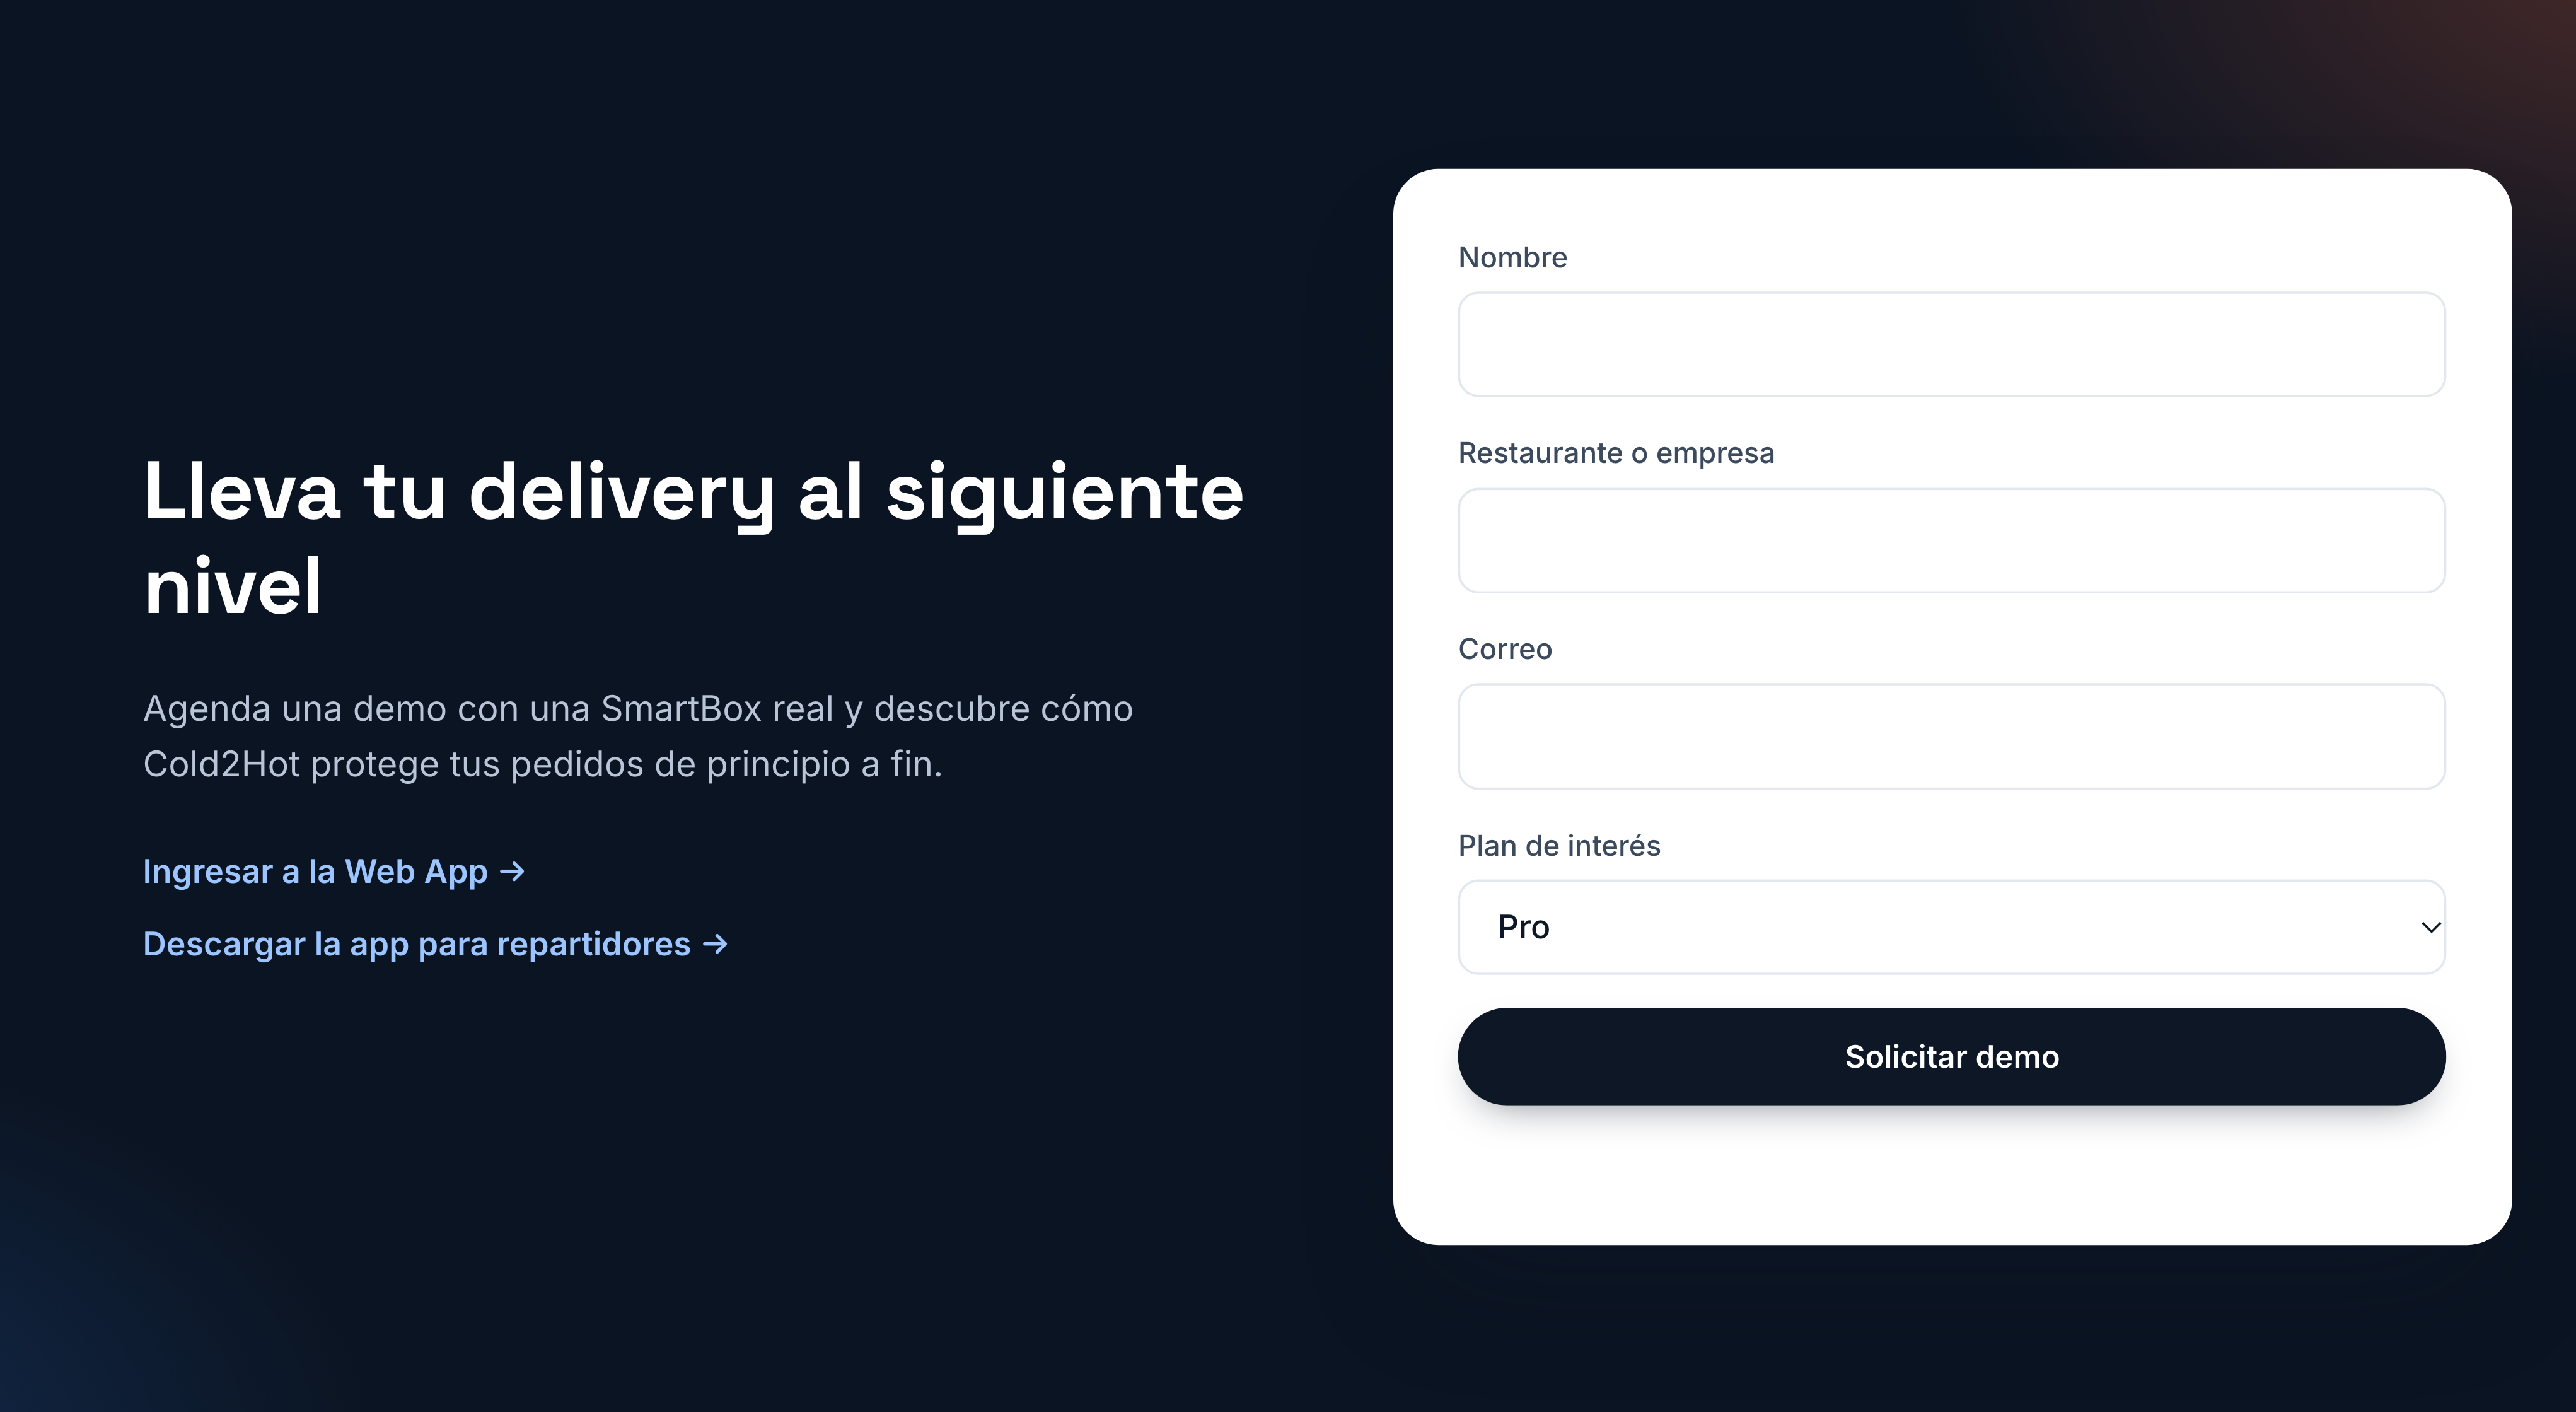 Lleva tu delivery al siguiente
nivel
Agenda una demo con una SmartBox real y descubre cómo
Cold2Hot protege tus pedidos de principio a fin.
Ingresar a la Web App →
Descargar la app para repartidores →
Nombre
Restaurante o empresa
Correo
Plan de interés
Pro
Solicitar demo